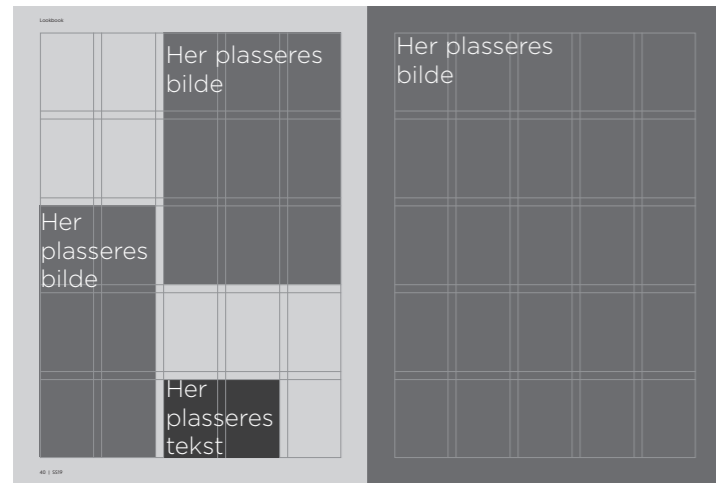 Lookbook
Her plasseres
bilde
Her
plasseres
bilde
Her
plasseres
tekst
40 | SS19
Her plasseres
bilde